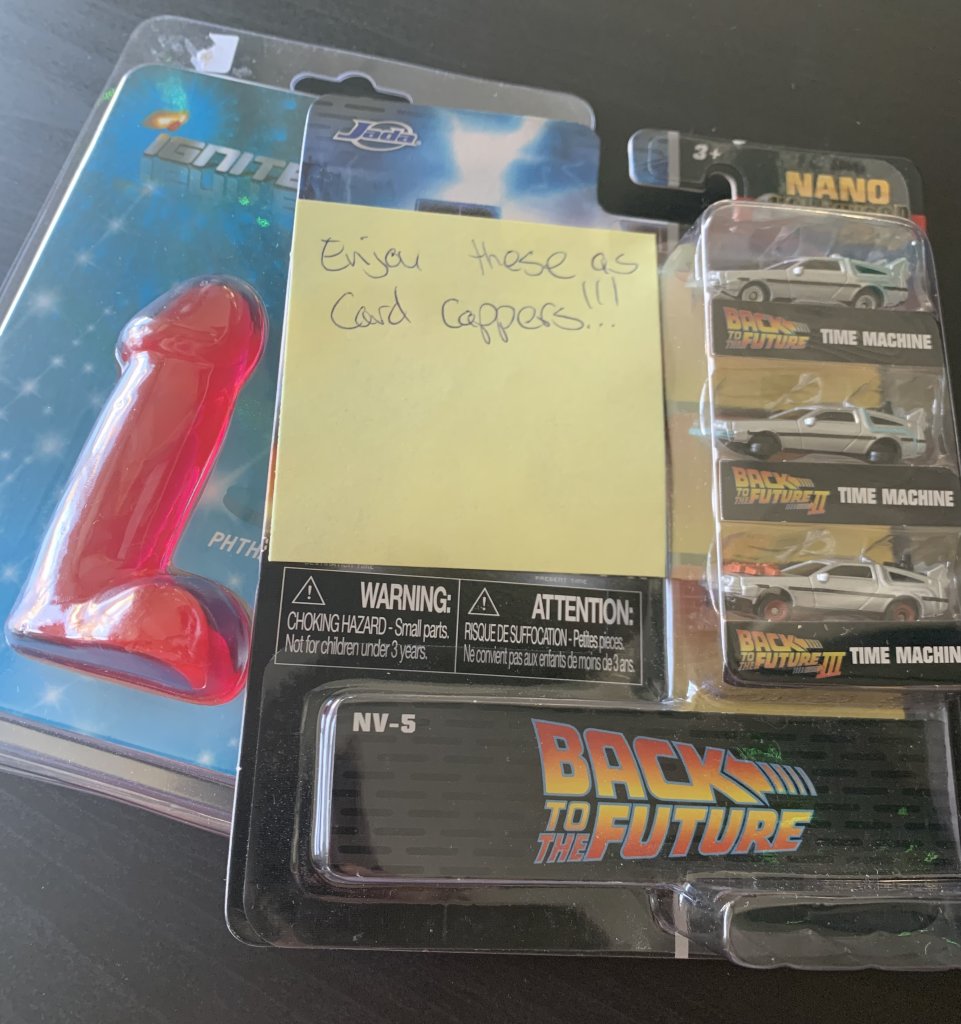 IGNITE
Jada
3+
NANO
Enjoy these as
Card Cappers!!!
BACK TO THE FUTURE TIME MACHINE
BACK TO THE FUTURE II TIME MACHINE
BACK TO THE FUTURE III TIME MACHIN
PHTH
PRESENT TIME
WARNING:
CHOKING HAZARD - Small parts.
Not for children under 3 years.
ATTENTION:
RISQUE DE SUFFOCATION - Petites pièces.
Ne convient pas aux enfants de moins de 3 ans.
NV-5
BACK
TO THE FUTURE